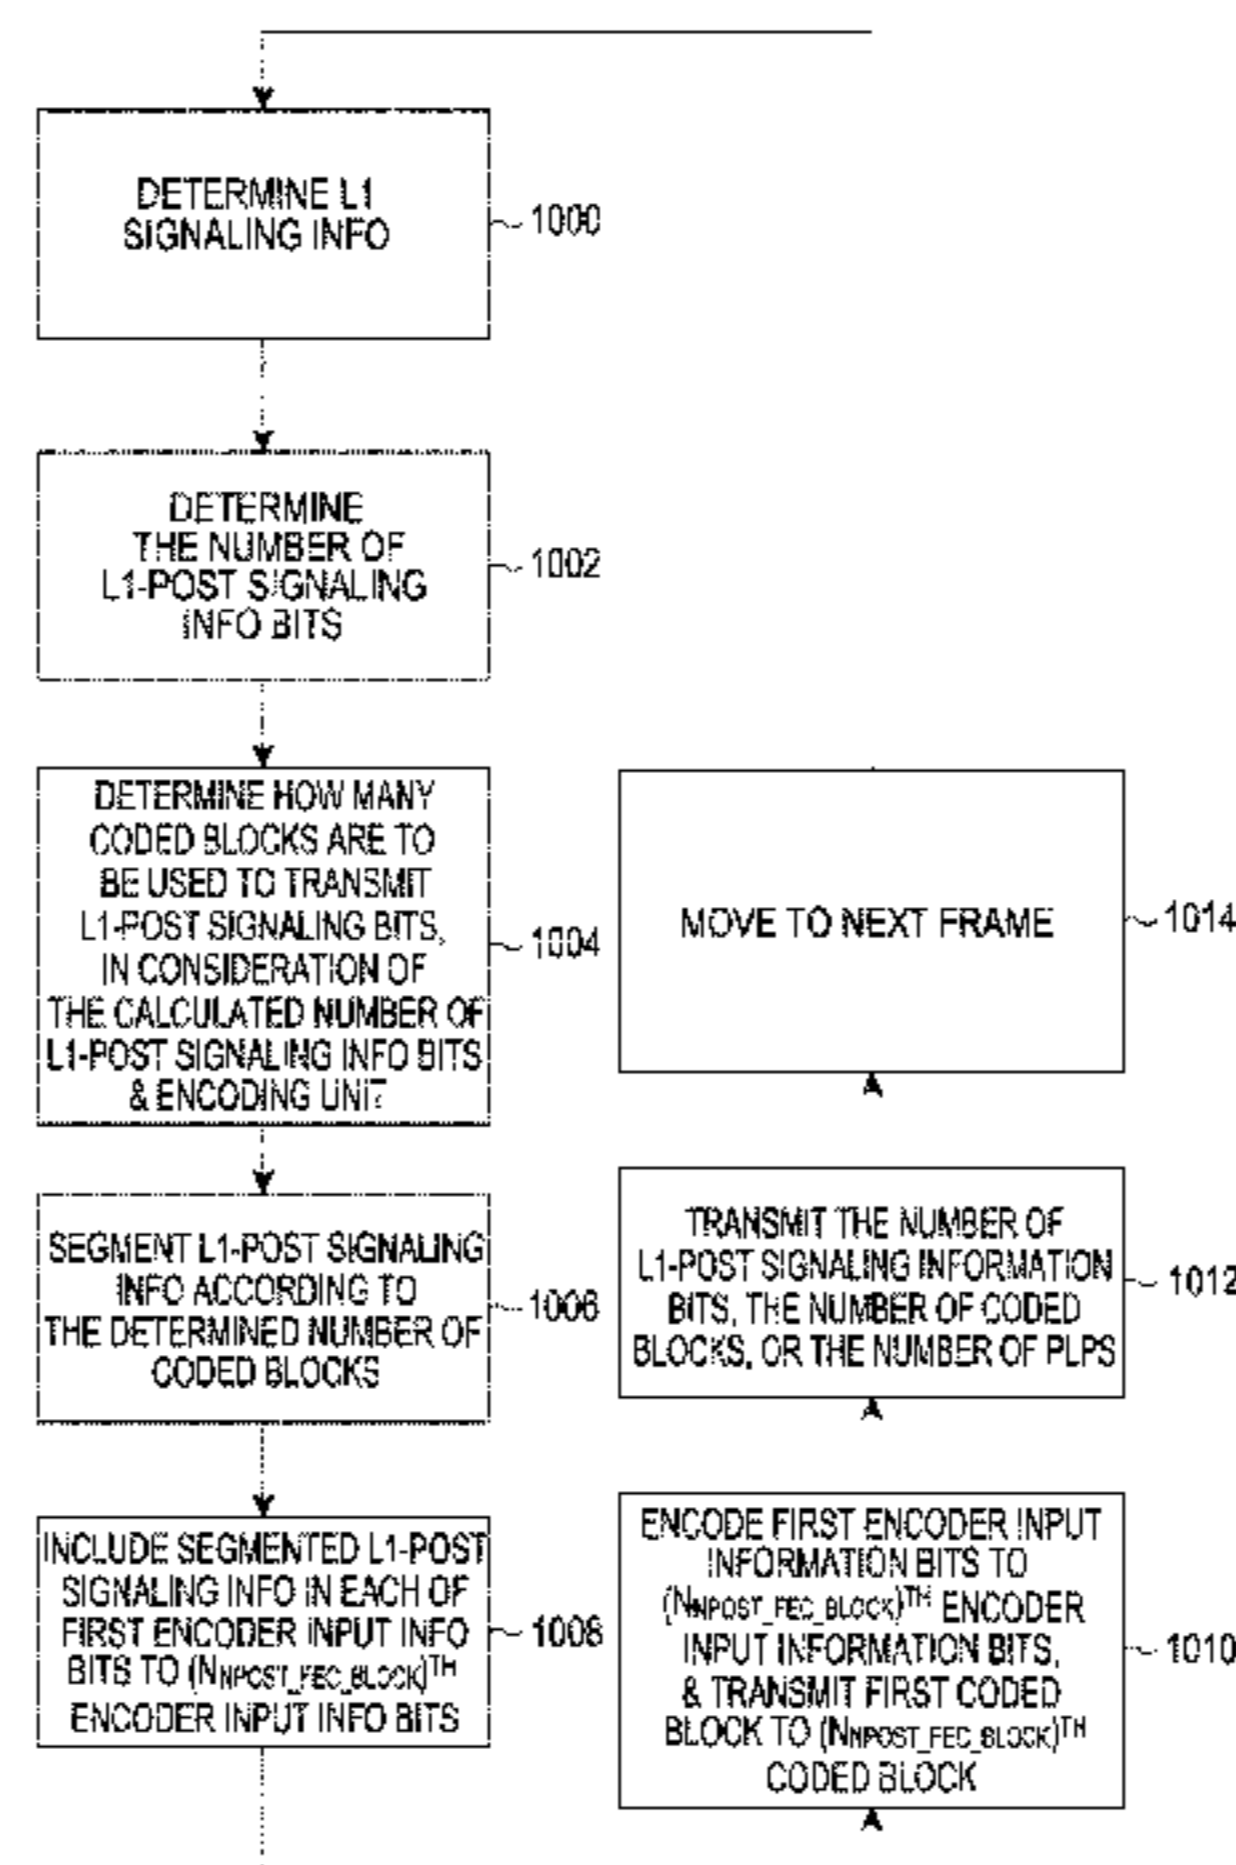 DETERMINE L1
SIGNALING INFO
1000
DETERMINE
THE NUMBER OF
L1-POST SIGNALING
INFO BITS
1002
DETERMINE HOW MANY
CODED BLOCKS ARE TO
BE USED TO TRANSMIT
L1-POST SIGNALING BITS,
IN CONSIDERATION OF
THE CALCULATED NUMBER OF
L1-POST SIGNALING INFO BITS
& ENCODING UNIT
1004
SEGMENT L1-POST SIGNALING
INFO ACCORDING TO
THE DETERMINED NUMBER OF
CODED BLOCKS
1006
INCLUDE SEGMENTED L1-POST
SIGNALING INFO IN EACH OF
FIRST ENCODER INPUT INFO
BITS TO (NNPOST_FEC_BLOCK)TH
ENCODER INPUT INFO BITS
1008
MOVE TO NEXT FRAME
1014
TRANSMIT THE NUMBER OF
L1-POST SIGNALING INFORMATION
BITS, THE NUMBER OF CODED
BLOCKS, OR THE NUMBER OF PLPS
1012
ENCODE FIRST ENCODER INPUT
INFORMATION BITS TO
(NNPOST_FEC_BLOCK)TH ENCODER
INPUT INFORMATION BITS,
& TRANSMIT FIRST CODED
BLOCK TO (NNPOST_FEC_BLOCK)TH
CODED BLOCK
1010